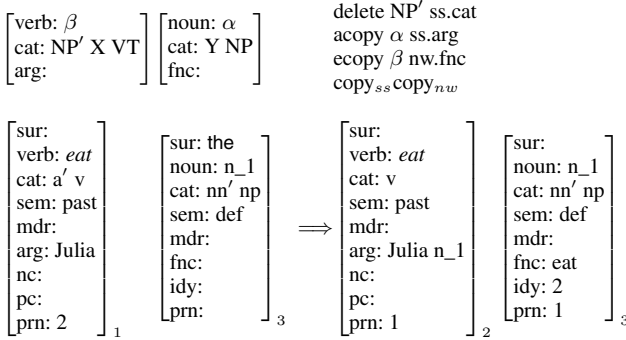 verb: β
cat: NP′ X VT
arg:
noun: α
cat: Y NP
fnc:
delete NP′ ss.cat
acopy α ss.arg
ecopy β nw.fnc
copy_ss copy_nw
sur:
verb: eat
cat: a′ v
sem: past
mdr:
arg: Julia
nc:
pc:
prn: 2
1
sur: the
noun: n_1
cat: nn′ np
sem: def
mdr:
fnc:
idy:
prn:
3
⟹
sur:
verb: eat
cat: v
sem: past
mdr:
arg: Julia n_1
nc:
pc:
prn: 1
2
sur:
noun: n_1
cat: nn′ np
sem: def
mdr:
fnc: eat
idy: 2
prn: 1
3